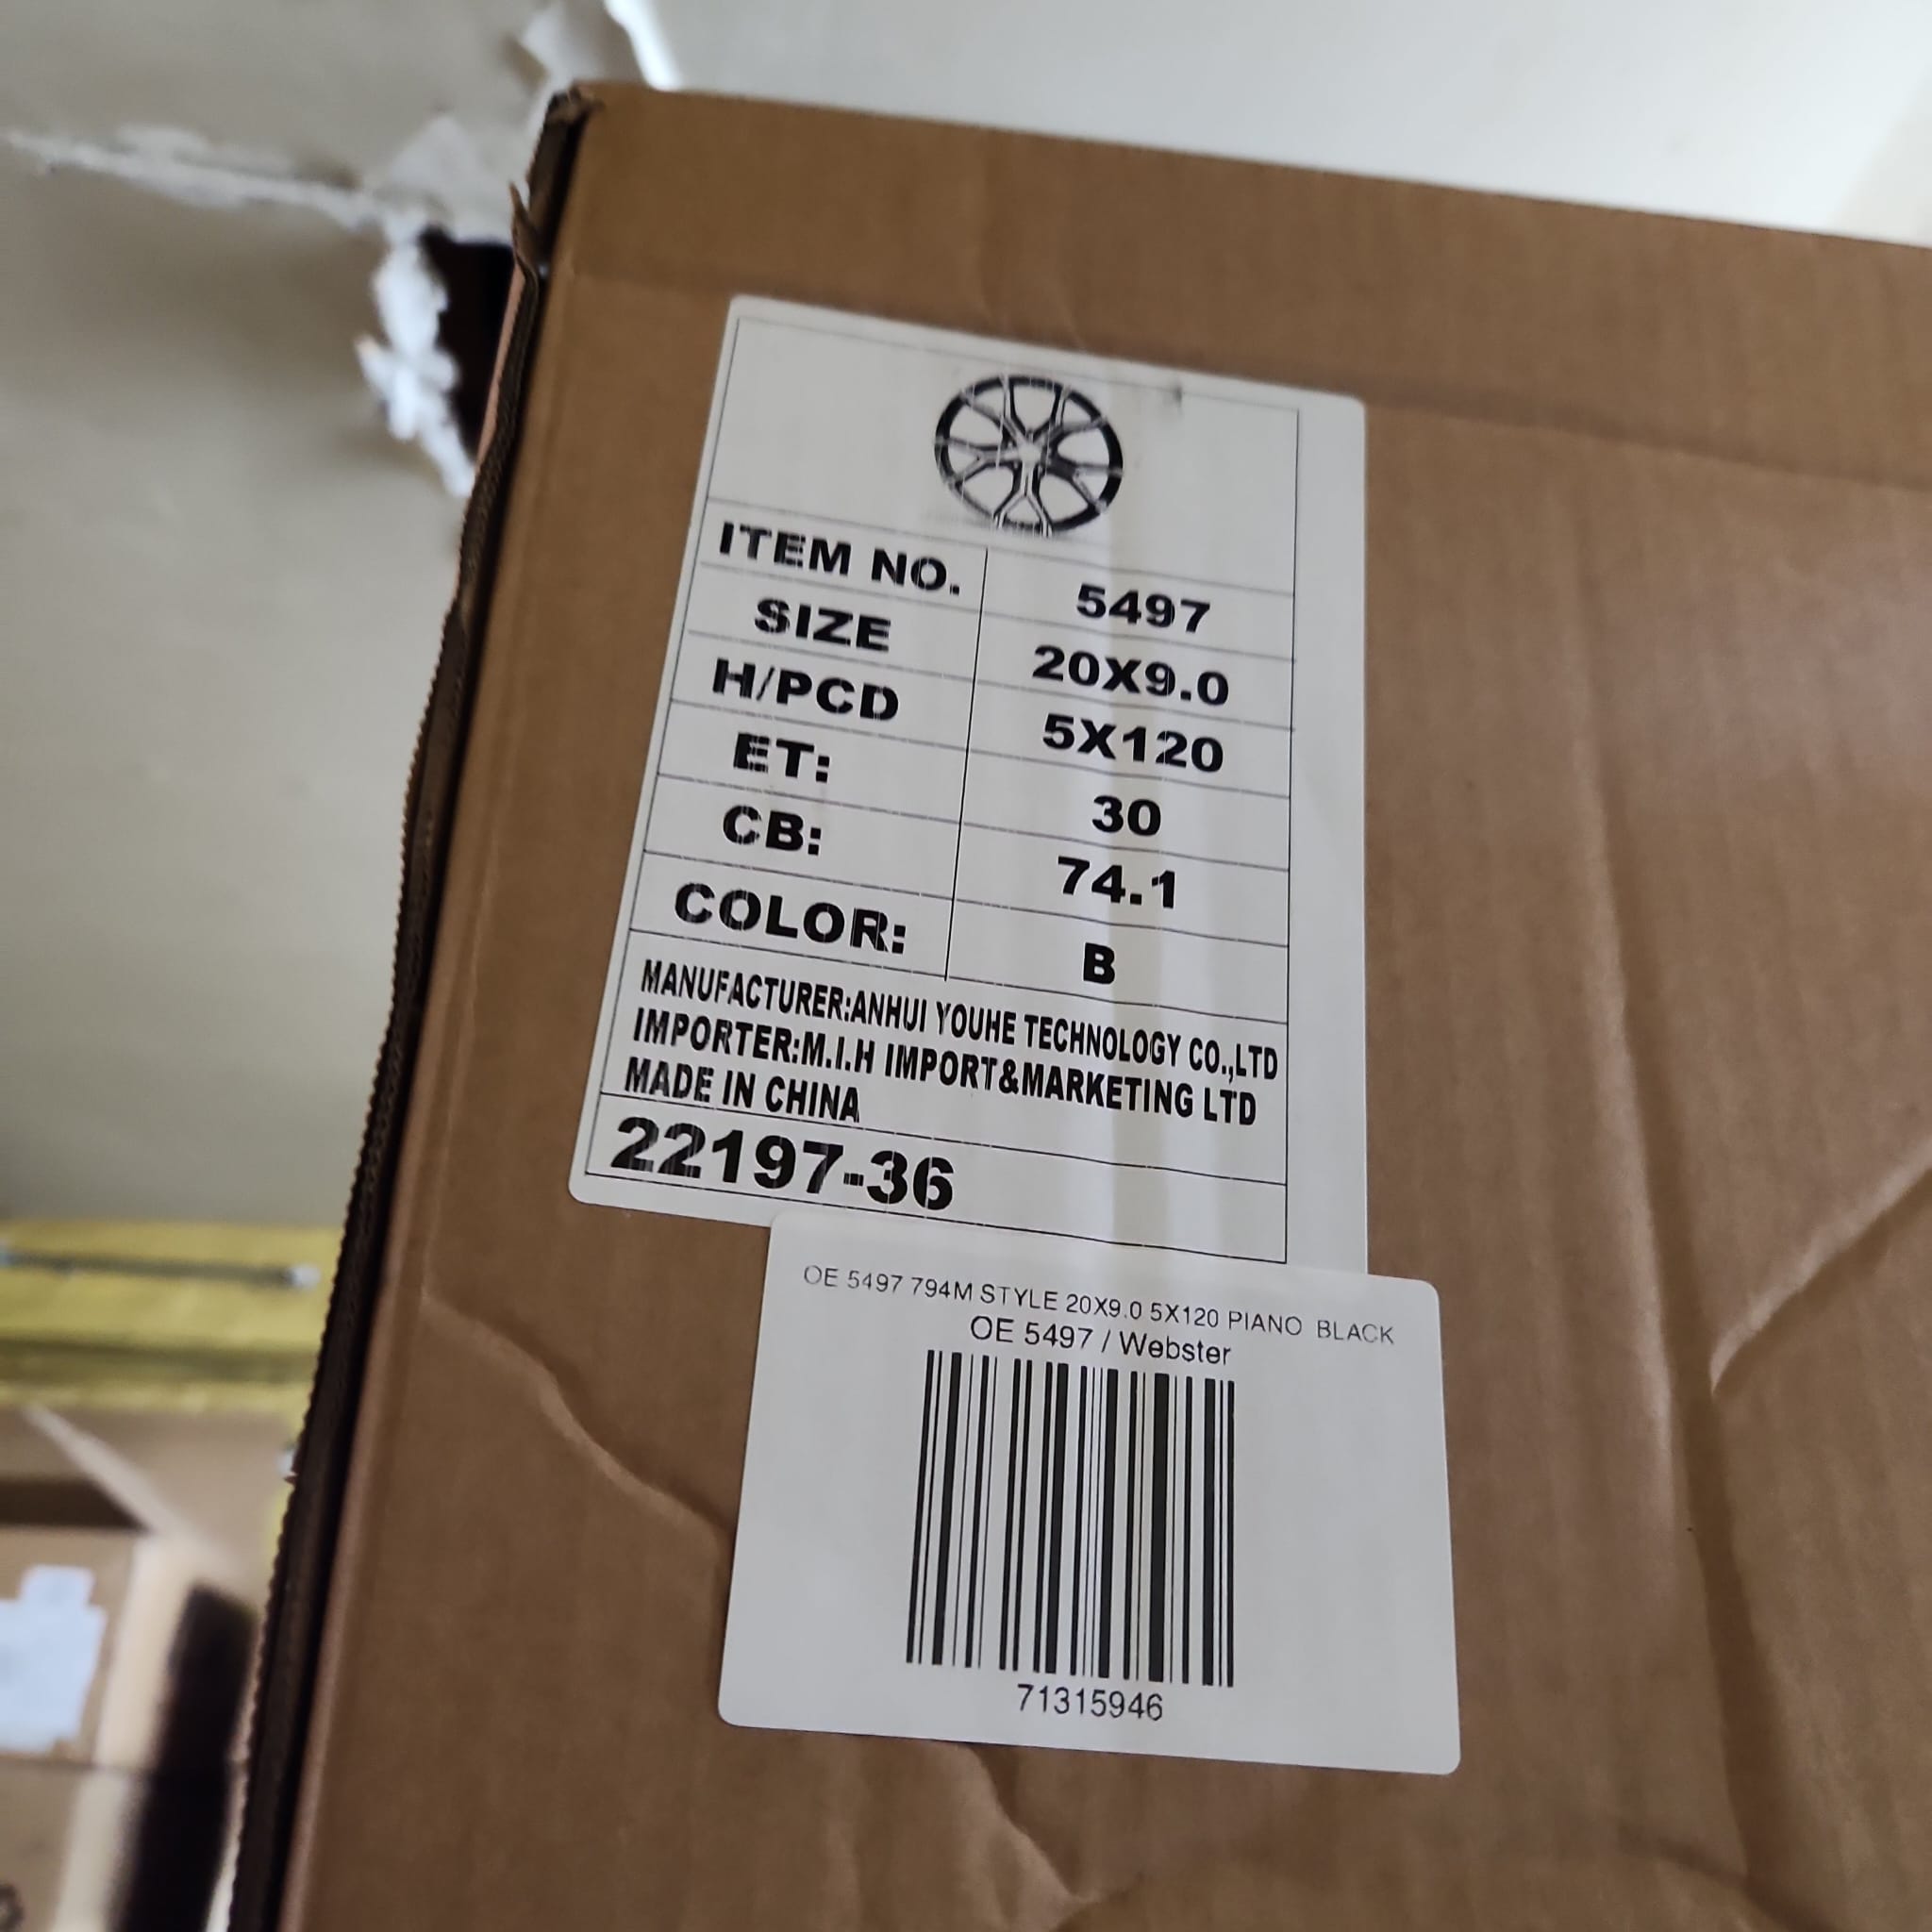 ITEM NO. 5497
SIZE 20X9.0
H/PCD 5X120
ET: 30
CB: 74.1
COLOR: B
MANUFACTURER:ANHUI YOUHE TECHNOLOGY CO.,LTD
IMPORTER:M.I.H IMPORT&MARKETING LTD
MADE IN CHINA
22197-36
OE 5497 794M STYLE 20X9.0 5X120 PIANO BLACK
OE 5497 / Webster
71315946